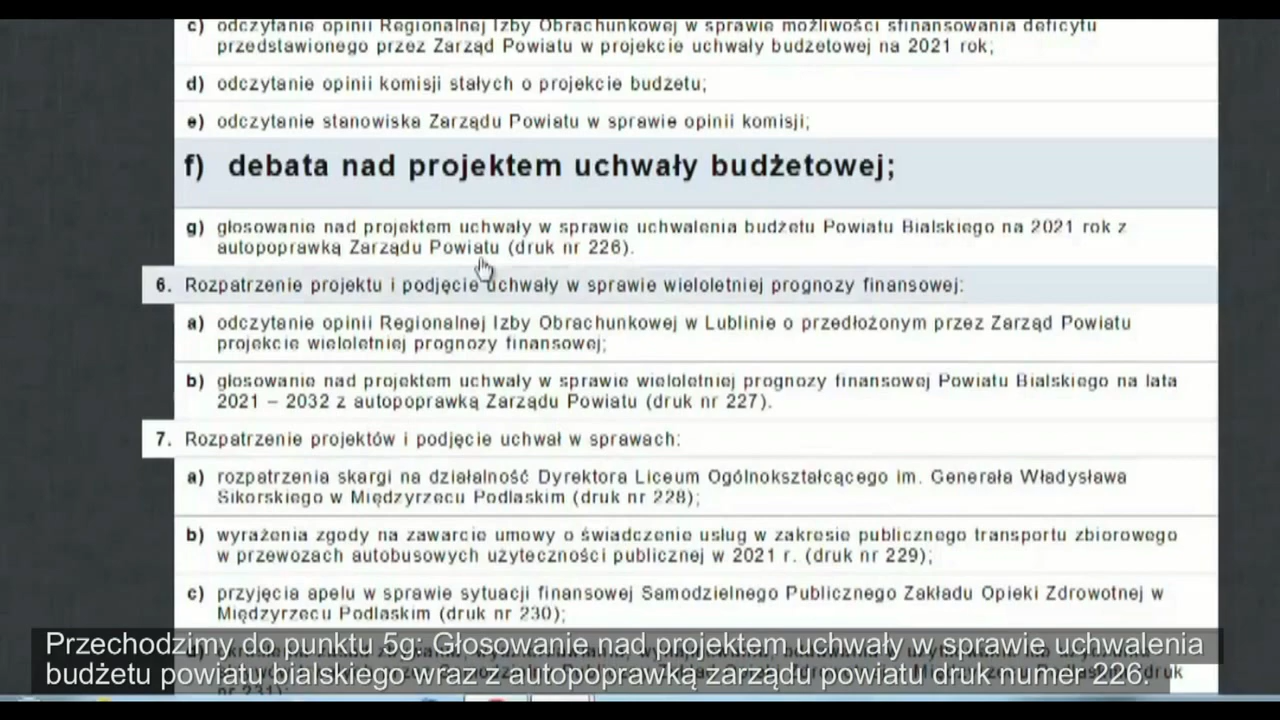 c) odczytanie opinii Regionalnej Izby Obrachunkowej w sprawie możliwości sfinansowania deficytu
przedstawionego przez Zarząd Powiatu w projekcie uchwały budżetowej na 2021 rok;
d) odczytanie opinii komisji stałych o projekcie budżetu;
e) odczytanie stanowiska Zarządu Powiatu w sprawie opinii komisji;
f) debata nad projektem uchwały budżetowej;
g) głosowanie nad projektem uchwały w sprawie uchwalenia budżetu Powiatu Bialskiego na 2021 rok z
autopoprawką Zarządu Powiatu (druk nr 226).
6. Rozpatrzenie projektu i podjęcie uchwały w sprawie wieloletniej prognozy finansowej:
a) odczytanie opinii Regionalnej Izby Obrachunkowej w Lublinie o przedłożonym przez Zarząd Powiatu
projekcie wieloletniej prognozy finansowej;
b) głosowanie nad projektem uchwały w sprawie wieloletniej prognozy finansowej Powiatu Bialskiego na lata
2021 – 2032 z autopoprawką Zarządu Powiatu (druk nr 227).
7. Rozpatrzenie projektów i podjęcie uchwał w sprawach:
a) rozpatrzenia skargi na działalność Dyrektora Liceum Ogólnokształcącego im. Generała Władysława
Sikorskiego w Międzyrzecu Podlaskim (druk nr 228);
b) wyrażenia zgody na zawarcie umowy o świadczenie usług w zakresie publicznego transportu zbiorowego
w przewozach autobusowych użyteczności publicznej w 2021 r. (druk nr 229);
c) przyjęcia apelu w sprawie sytuacji finansowej Samodzielnego Publicznego Zakładu Opieki Zdrowotnej w
Międzyrzecu Podlaskim (druk nr 230);
Przechodzimy do punktu 5g: Głosowanie nad projektem uchwały w sprawie uchwalenia
budżetu powiatu bialskiego wraz z autopoprawką zarządu powiatu druk numer 226.
nr 231);